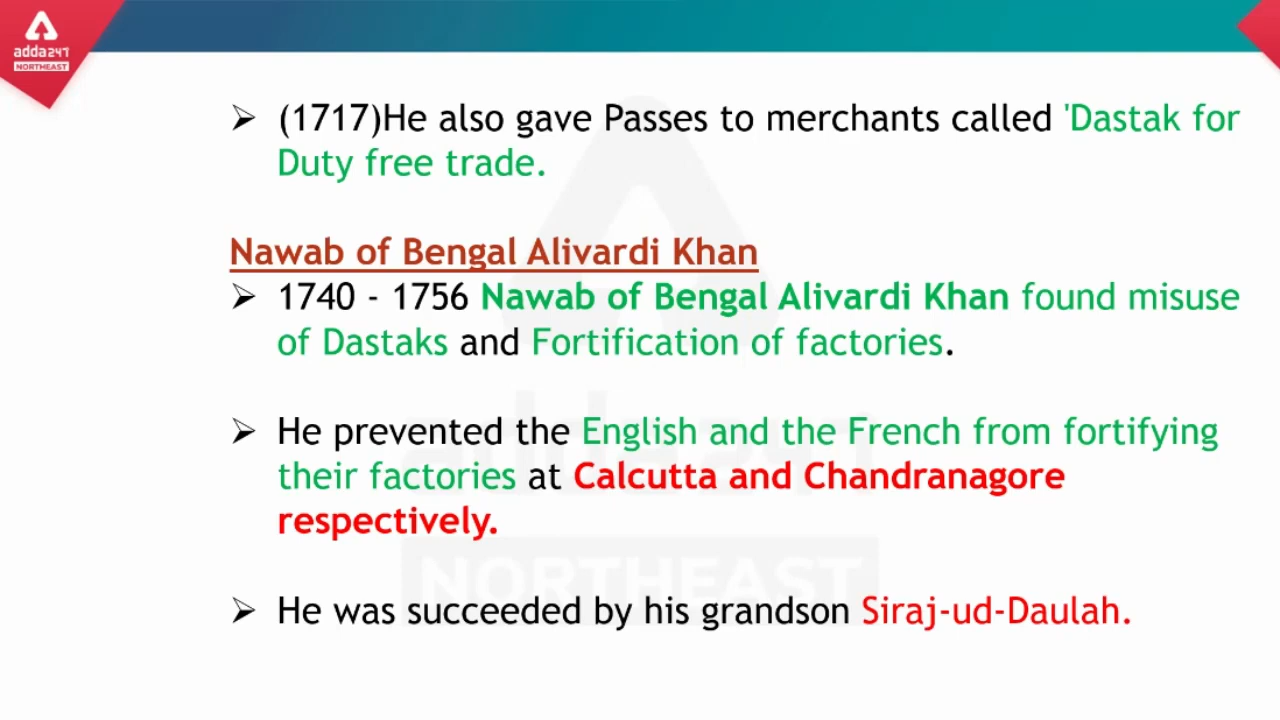 adda247
NORTHEAST
➢ (1717)He also gave Passes to merchants called 'Dastak for
Duty free trade.
Nawab of Bengal Alivardi Khan
➢ 1740 - 1756 Nawab of Bengal Alivardi Khan found misuse
of Dastaks and Fortification of factories.
➢ He prevented the English and the French from fortifying
their factories at Calcutta and Chandranagore
respectively.
➢ He was succeeded by his grandson Siraj-ud-Daulah.
adda247
NORTHEAST